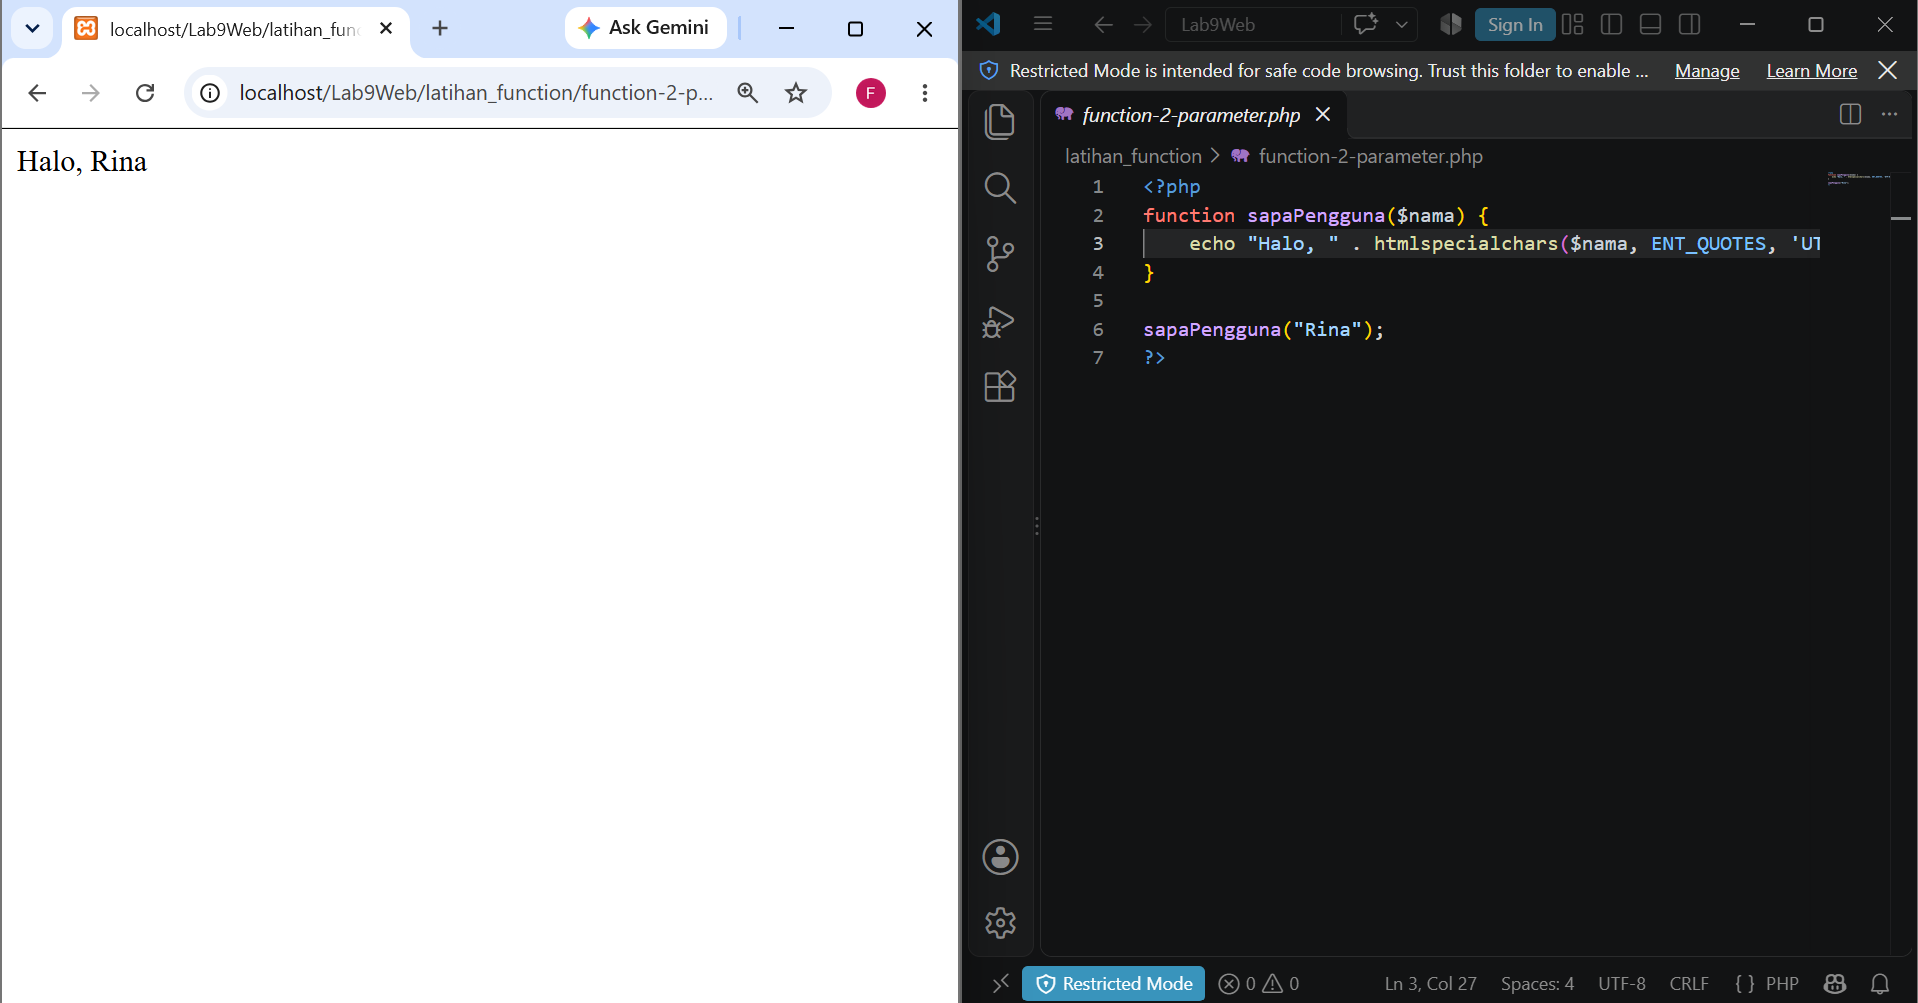 localhost/Lab9Web/latihan_fun
Ask Gemini
localhost/Lab9Web/latihan_function/function-2-p...
F
Halo, Rina
Lab9Web
Sign In
Restricted Mode is intended for safe code browsing. Trust this folder to enable ...
Manage
Learn More
function-2-parameter.php
latihan_function > function-2-parameter.php
1 <?php
2 function sapaPengguna($nama) {
3     echo "Halo, " . htmlspecialchars($nama, ENT_QUOTES, 'UT
4 }
5
6 sapaPengguna("Rina");
7 ?>
Restricted Mode
0
0
Ln 3, Col 27
Spaces: 4
UTF-8
CRLF
{ } PHP